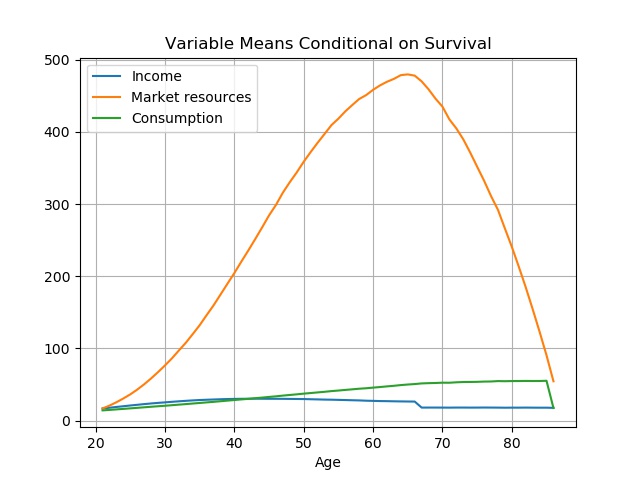 Variable Means Conditional on Survival
Income
Market resources
Consumption
500
400
300
200
100
0
20 30 40 50 60 70 80
Age